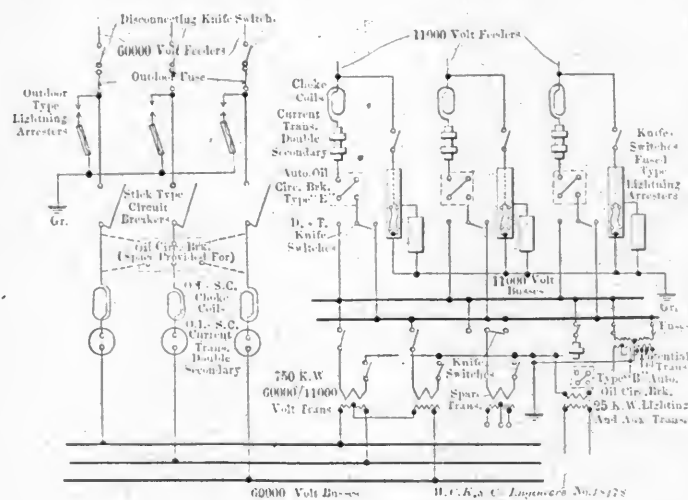 Disconnecting Knife Switch.
60000 Volt Feeders
Outdoor Fuse
Outdoor
Type
Lightning
Arresters
Gr.
Stick Type
Circuit
Breakers
Oil Circ. Brk.
(Space Provided For)
O.I.-S.C.
Choke
Coils
O.I.-S.C.
Current
Trans.
Double
Secondary
11000 Volt Feeders
Choke
Coils
Current
Trans.
Double
Secondary
Auto. Oil
Circ. Brk.
Type "E"
D.-T.
Knife
Switches
Knife
Switches
Fused
Type
Lightning
Arresters
11000 Volt
Busses
Gr.
Fuse
Potential
Trans.
Type "B" Auto.
Oil Circ. Brk.
25 K.W. Lighting
And Aux. Trans.
Knife
Switches
Spare
Trans.
750 K.W.
60000/11000
Volt Trans.
60000 Volt Busses
Engineers No.